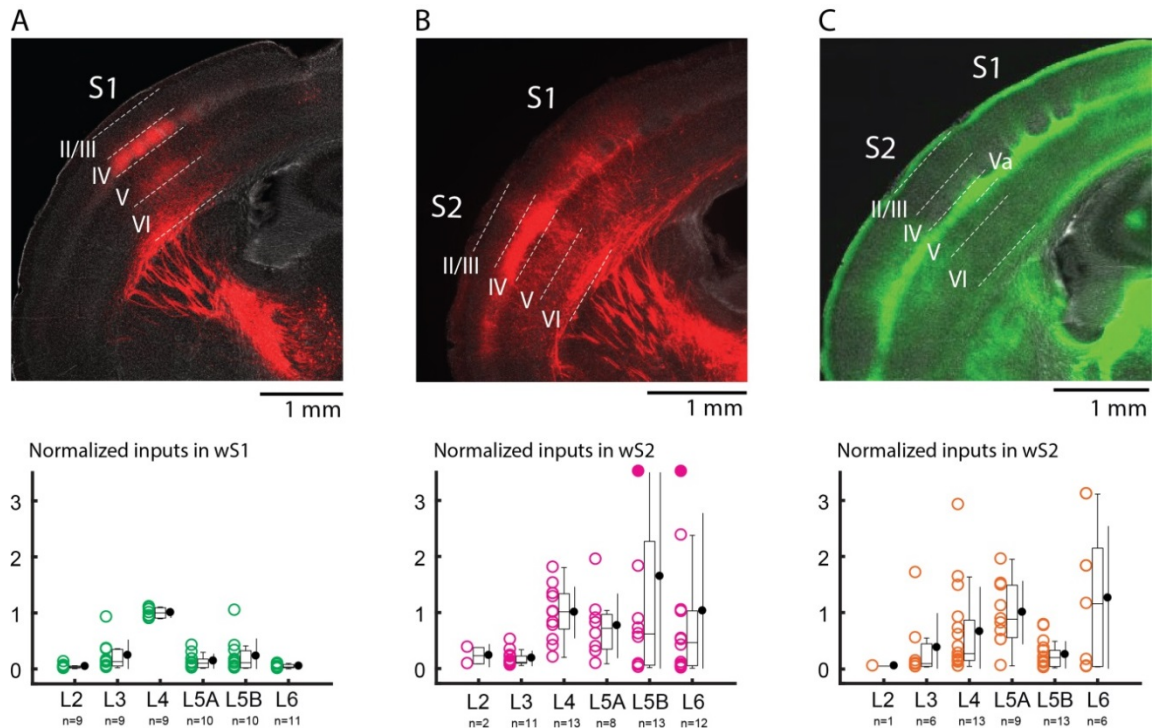 A
S1
II/III
IV
V
VI
1 mm
B
S1
S2
II/III
IV
V
VI
1 mm
C
S1
S2
Va
II/III
IV
V
VI
1 mm
Normalized inputs in wS1
3
2
1
0
L2 L3 L4 L5A L5B L6
n=9 n=9 n=9 n=10 n=10 n=11
Normalized inputs in wS2
3
2
1
0
L2 L3 L4 L5A L5B L6
n=2 n=11 n=13 n=8 n=13 n=12
Normalized inputs in wS2
3
2
1
0
L2 L3 L4 L5A L5B L6
n=1 n=6 n=13 n=9 n=13 n=6